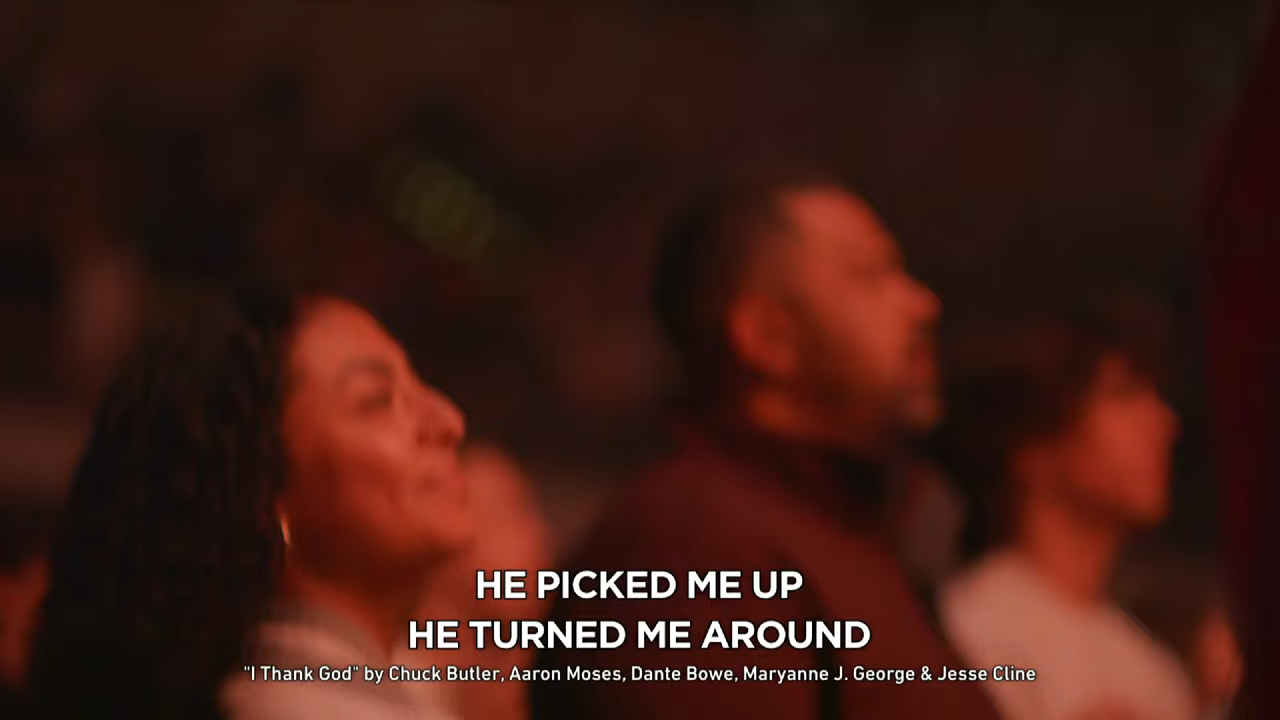 HE PICKED ME UP
HE TURNED ME AROUND
"I Thank God" by Chuck Butler, Aaron Moses, Dante Bowe, Maryanne J. George & Jesse Cline